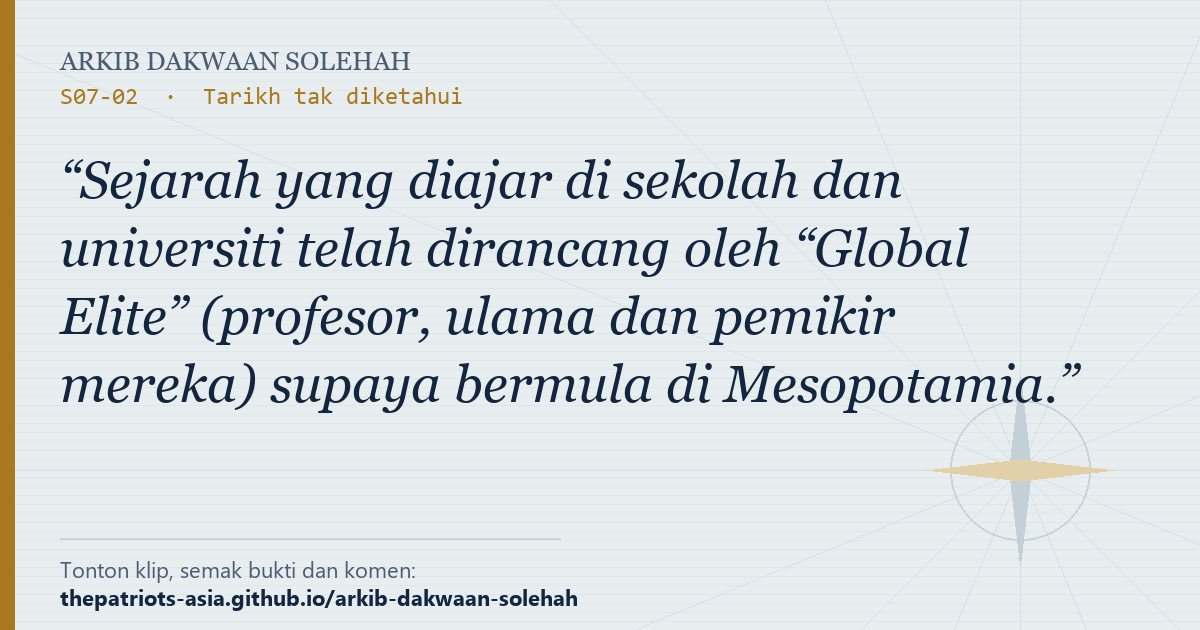 ARKIB DAKWAAN SOLEHAH
S07-02 · Tarikh tak diketahui
“Sejarah yang diajar di sekolah dan
universiti telah dirancang oleh “Global
Elite” (profesor, ulama dan pemikir
mereka) supaya bermula di Mesopotamia.”
Tonton klip, semak bukti dan komen:
thepatriots-asia.github.io/arkib-dakwaan-solehah